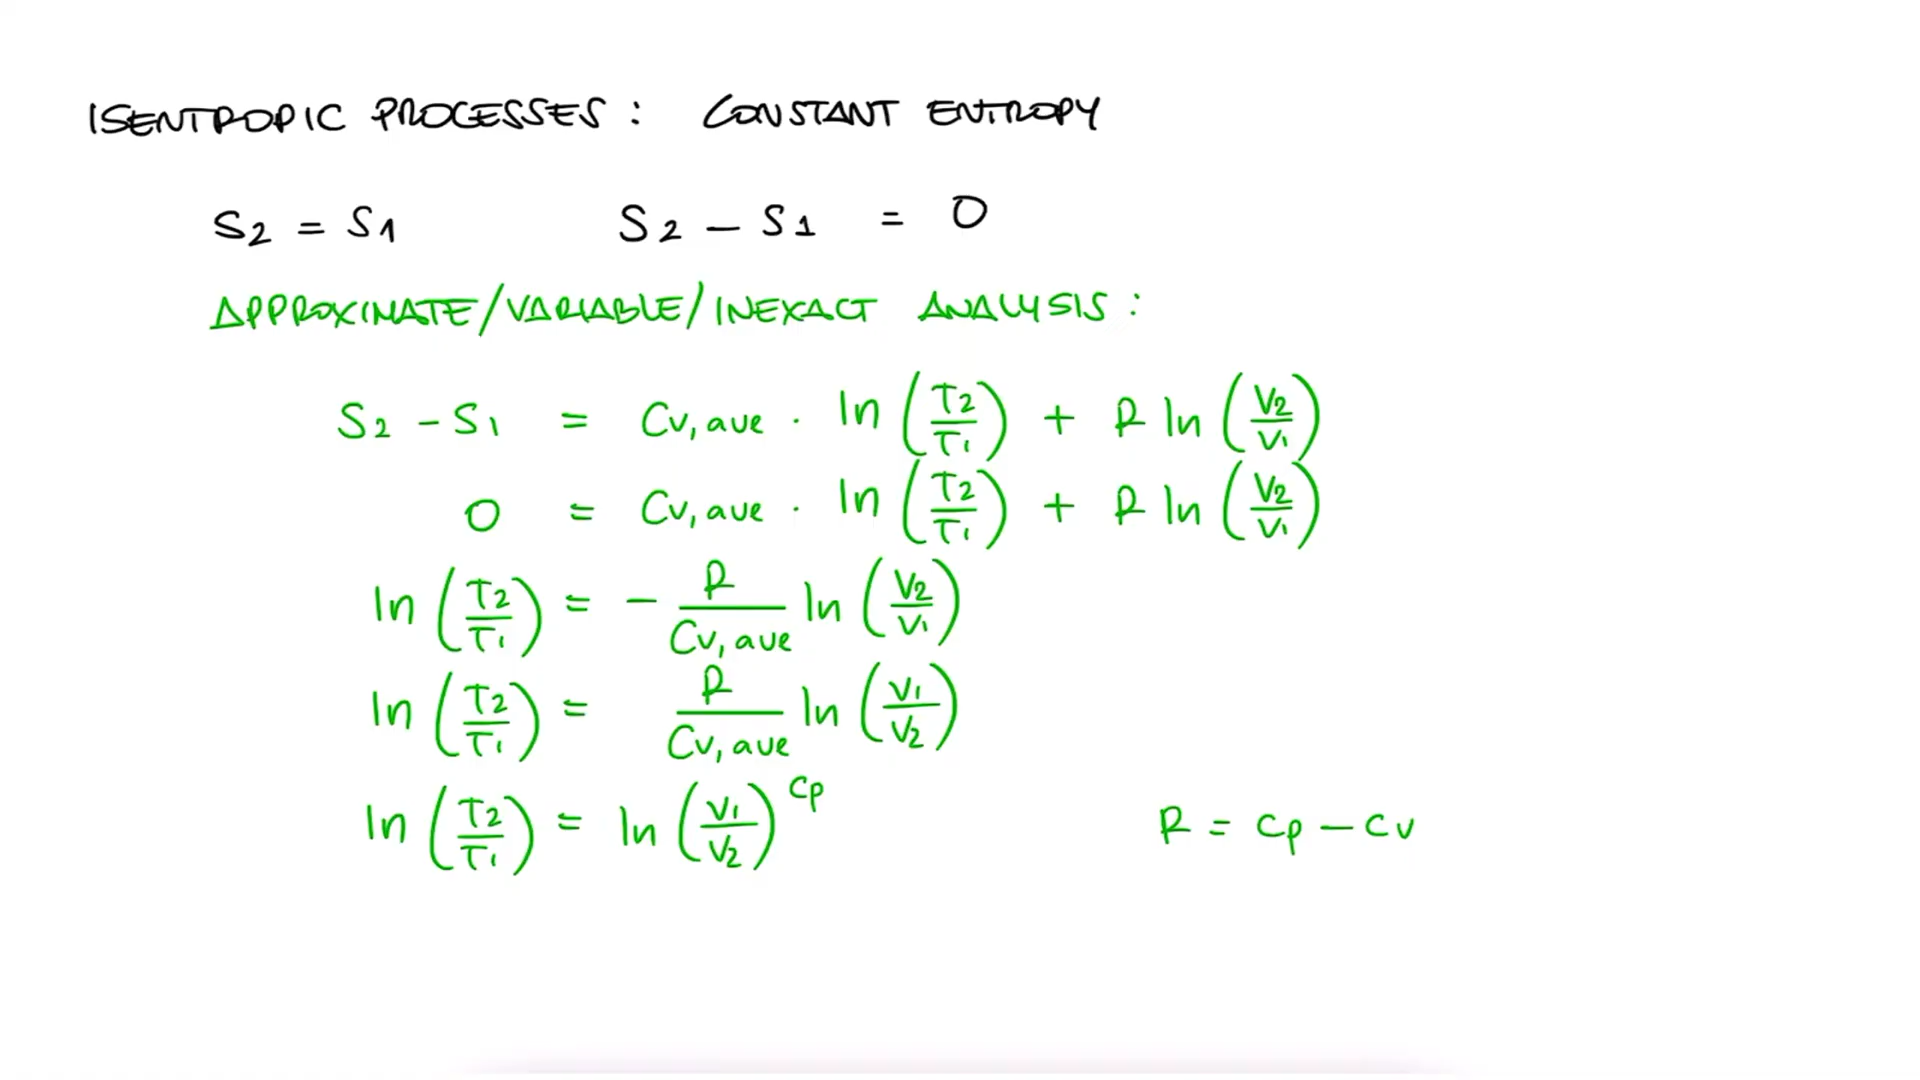 ISENTROPIC PROCESSES: CONSTANT ENTROPY
S2 = S1 S2 - S1 = 0
APPROXIMATE/VARIABLE/INEXACT ANALYSIS:
S2 - S1 = Cv, ave · ln (T2/T1) + R ln (V2/V1)
0 = Cv, ave · ln (T2/T1) + R ln (V2/V1)
ln (T2/T1) = - R/Cv, ave ln (V2/V1)
ln (T2/T1) = R/Cv, ave ln (V1/V2)
ln (T2/T1) = ln (V1/V2)^Cp R = Cp - Cv